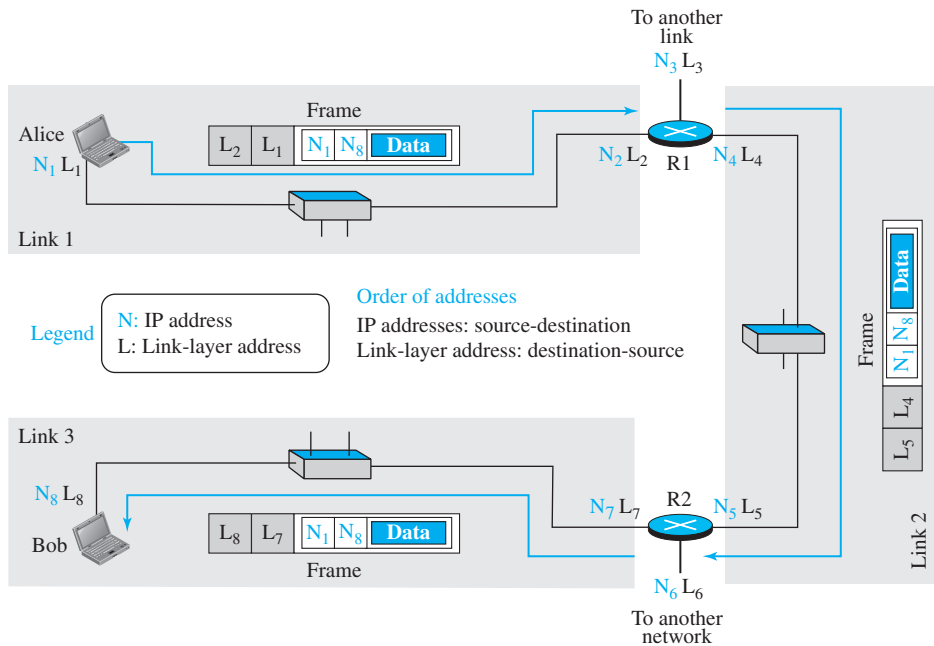 To another
link
N₃ L₃
Frame
Alice
L₂ L₁ N₁ N₈ Data
N₁ L₁
N₂ L₂
R1
N₄ L₄
Link 1
Legend
N: IP address
L: Link-layer address
Order of addresses
IP addresses: source-destination
Link-layer address: destination-source
Frame
L₅ L₄ N₁ N₈ Data
Link 2
Link 3
N₈ L₈
Bob
N₇ L₇
R2
N₅ L₅
L₈ L₇ N₁ N₈ Data
Frame
N₆ L₆
To another
network